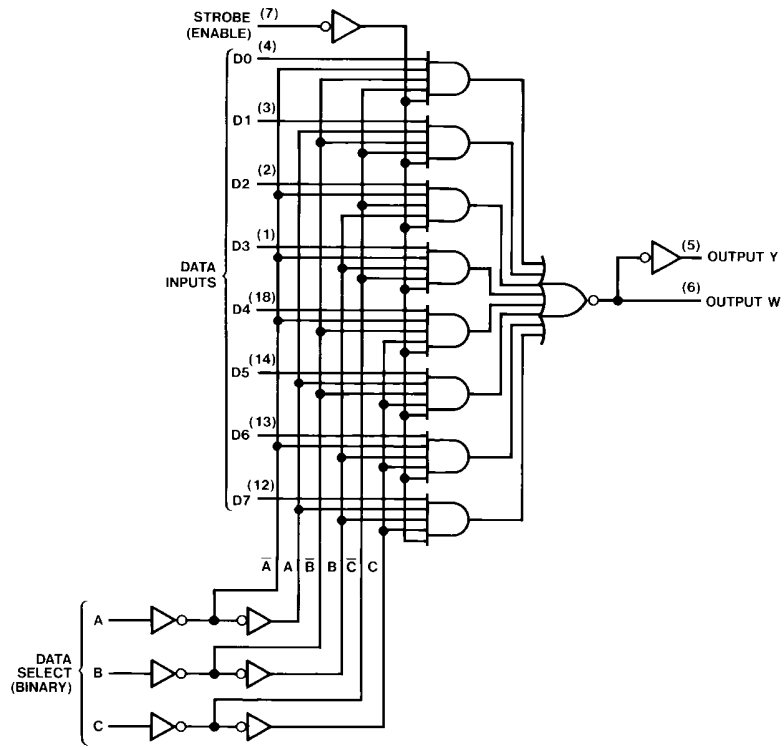 STROBE (7)
(ENABLE)
D0 (4)
D1 (3)
D2 (2)
D3 (1)
DATA
INPUTS
D4 (18)
D5 (14)
D6 (13)
D7 (12)
(5) OUTPUT Y
(6) OUTPUT W
A̅ A B̅ B C̅ C
A
DATA
SELECT
(BINARY)
B
C